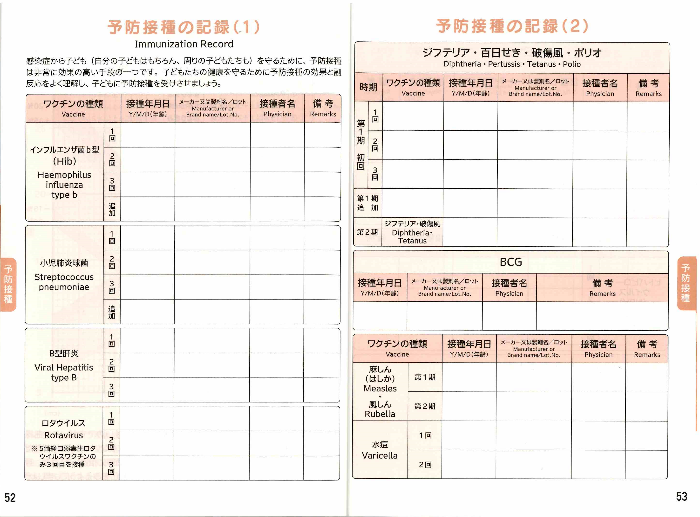 予防接種の記録(1)
Immunization Record
感染症から子ども（自分の子どもはもちろん、周りの子どもたちも）を守るために、予防接種
は非常に効果の高い手段の一つです。子どもたちの健康を守るために予防接種の効果と副
反応をよく理解し、子どもに予防接種を受けさせましょう。
ワクチンの種類 接種年月日 メーカー又は製剤名／ロット 接種者名 備考
Vaccine Y/M/D(年齢) Manufacturer or Brand name/Lot.No. Physician Remarks
インフルエンザ菌b型
(Hib)
Haemophilus
influenza
type b
1回
2回
3回
追加
小児肺炎球菌
Streptococcus
pneumoniae
1回
2回
3回
追加
B型肝炎
Viral Hepatitis
type B
1回
2回
3回
ロタウイルス
Rotavirus
※5価経口弱毒生ロタ
ウイルスワクチンの
み3回目を接種
1回
2回
3回
予防接種
52
予防接種の記録(2)
ジフテリア・百日せき・破傷風・ポリオ
Diphtheria・Pertussis・Tetanus・Polio
時期 ワクチンの種類 接種年月日 メーカー又は製剤名／ロット 接種者名 備考
Vaccine Y/M/D(年齢) Manufacturer or Brand name/Lot.No. Physician Remarks
第1期初回
1回
2回
3回
第1期
追加
第2期
ジフテリア・破傷風
Diphtheria・
Tetanus
BCG
接種年月日 メーカー又は製剤名／ロット 接種者名 備考
Y/M/D(年齢) Manufacturer or Brand name/Lot.No. Physician Remarks
ワクチンの種類 接種年月日 メーカー又は製剤名／ロット 接種者名 備考
Vaccine Y/M/D(年齢) Manufacturer or Brand name/Lot.No. Physician Remarks
麻しん
(はしか)
Measles
・
風しん
Rubella
第1期
第2期
水痘
Varicella
1回
2回
予防接種
53